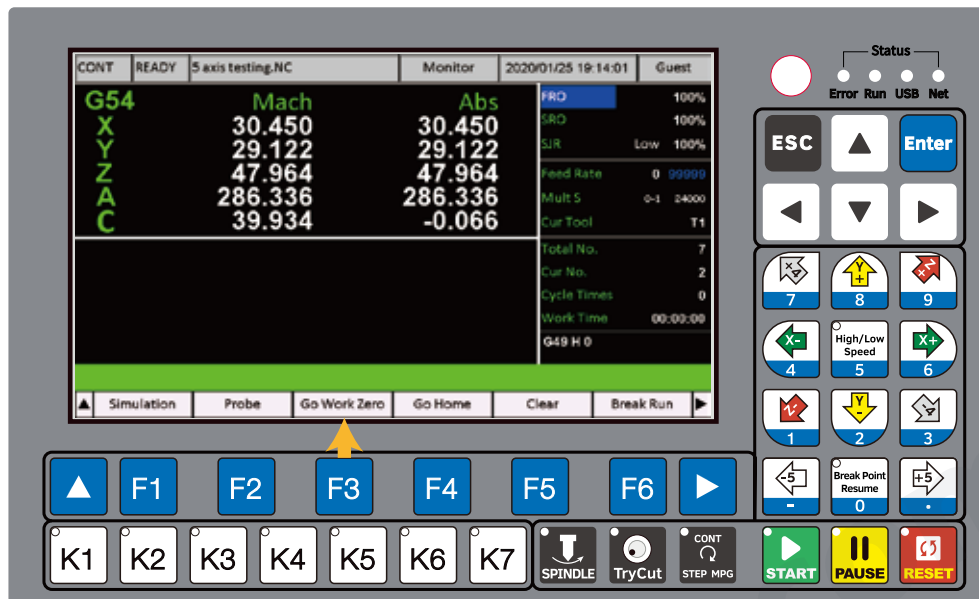 CONT READY 5 axis testing.NC Monitor 2020/01/25 19:14:01 Guest
G54 Mach Abs
X 30.450 30.450
Y 29.122 29.122
Z 47.964 47.964
A 286.336 286.336
C 39.934 -0.066
FRO 100%
SRO 100%
SJR Low 100%
Feed Rate 0 99999
Mult S 0-1 24000
Cur Tool T1
Total No. 7
Cur No. 2
Cycle Times 0
Work Time 00:00:00
G49 H 0
▲ Simulation Probe Go Work Zero Go Home Clear Break Run ▶
Status
Error Run USB Net
ESC ▲ Enter
◀ ▼ ▶
X 4 7
Y + 8
+Z 9
X- 4
High/Low Speed 5
X+ 6
Z- 1
Y - 2
-4 3
-5 -
Break Point Resume 0
+5 .
▲ F1 F2 F3 F4 F5 F6 ▶
K1 K2 K3 K4 K5 K6 K7
SPINDLE TryCut CONT STEP MPG START PAUSE RESET